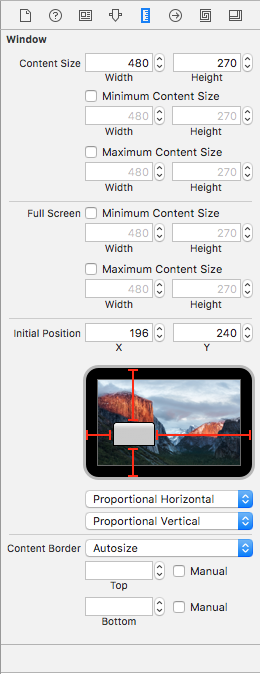 Window
Content Size 480 270
Width Height
Minimum Content Size
480 270
Width Height
Maximum Content Size
480 270
Width Height
Full Screen Minimum Content Size
480 270
Width Height
Maximum Content Size
480 270
Width Height
Initial Position 196 240
X Y
Proportional Horizontal
Proportional Vertical
Content Border Autosize
Manual
Top
Manual
Bottom